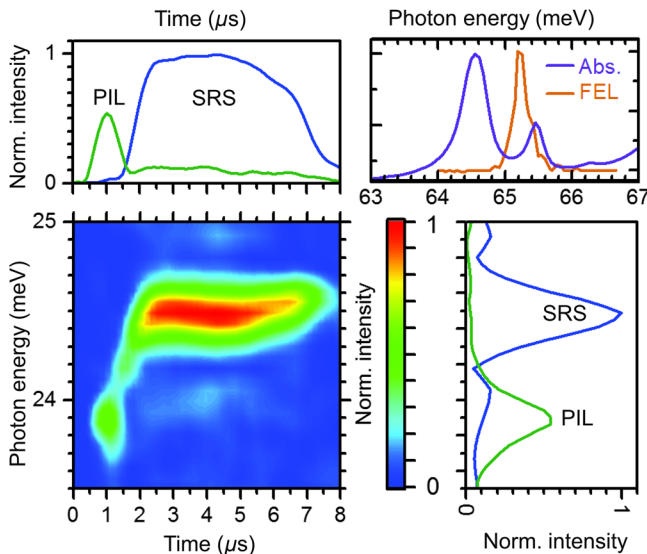 Time (μs)
Photon energy (meV)
Norm. intensity
1
0
PIL
SRS
Abs.
FEL
63 64 65 66 67
Photon energy (meV)
25
24
0 1 2 3 4 5 6 7 8
Time (μs)
1
0
Norm. intensity
SRS
PIL
0 1
Norm. intensity